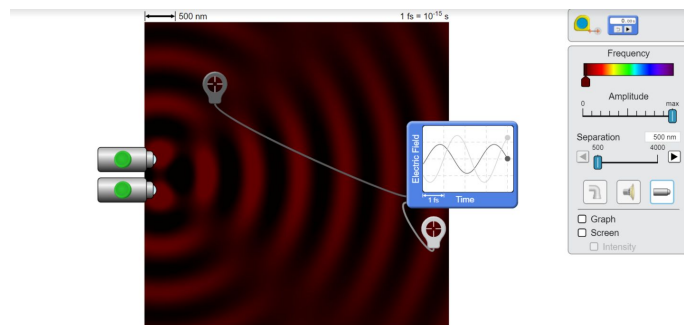 500 nm
1 fs = 10⁻¹⁵ s
Electric Field
1 fs
Time
Frequency
Amplitude
0
max
Separation
500 nm
500
4000
Graph
Screen
Intensity